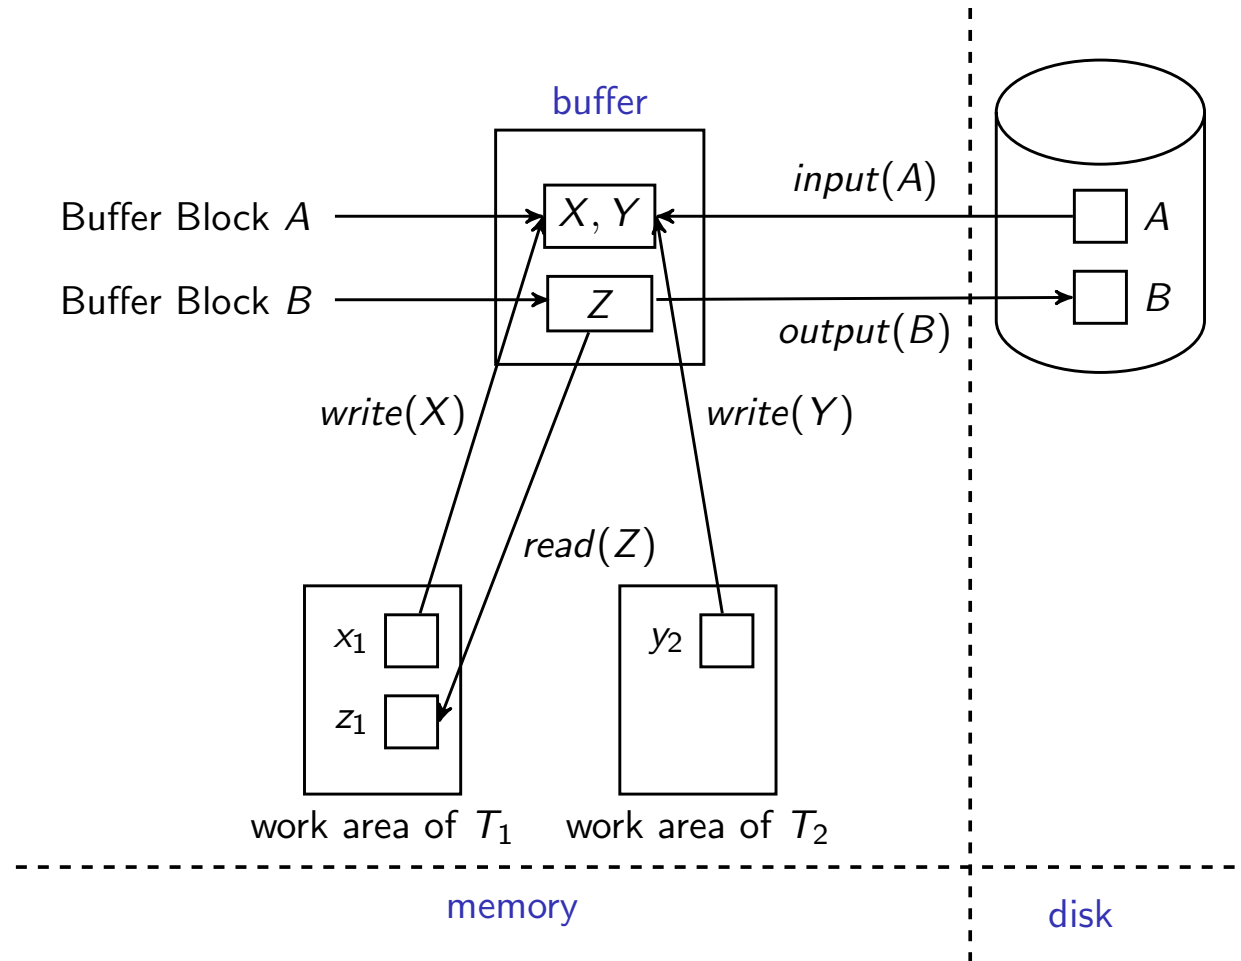 buffer
input(A)
Buffer Block A
X, Y
A
Buffer Block B
Z
B
output(B)
write(X)
write(Y)
read(Z)
x₁
y₂
z₁
work area of T₁
work area of T₂
memory
disk